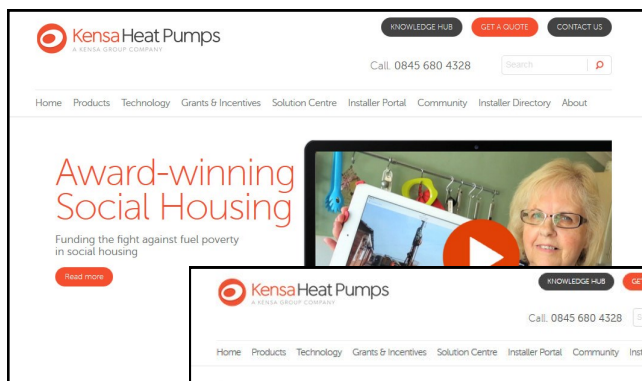 Kensa Heat Pumps
A KENSA GROUP COMPANY
KNOWLEDGE HUB GET A QUOTE CONTACT US
Call. 0845 680 4328 Search
Home Products Technology Grants & Incentives Solution Centre Installer Portal Community Installer Directory About
Award-winning
Social Housing
Funding the fight against fuel poverty
in social housing
Read more
Kensa Heat Pumps
A KENSA GROUP COMPANY
KNOWLEDGE HUB GET
Call. 0845 680 4328
Home Products Technology Grants & Incentives Solution Centre Installer Portal Community Inst